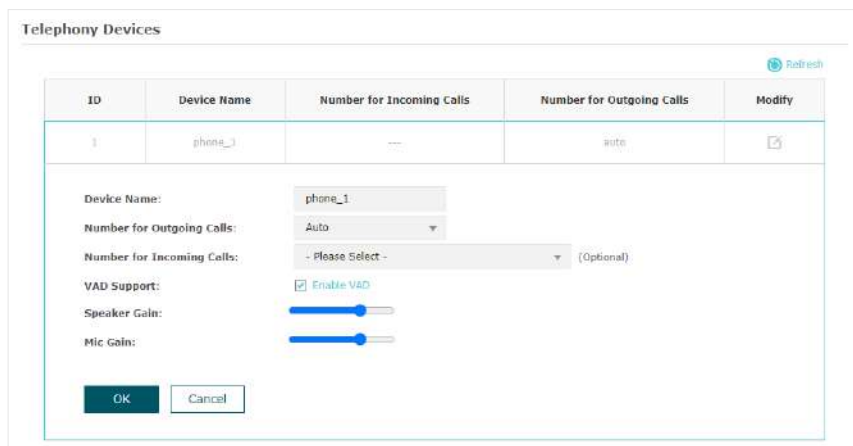 Telephony Devices
Refresh
ID Device Name Number for Incoming Calls Number for Outgoing Calls Modify
1 phone_1 --- auto
Device Name: phone_1
Number for Outgoing Calls: Auto
Number for Incoming Calls: - Please Select - (Optional)
VAD Support: Enable VAD
Speaker Gain:
Mic Gain:
OK Cancel